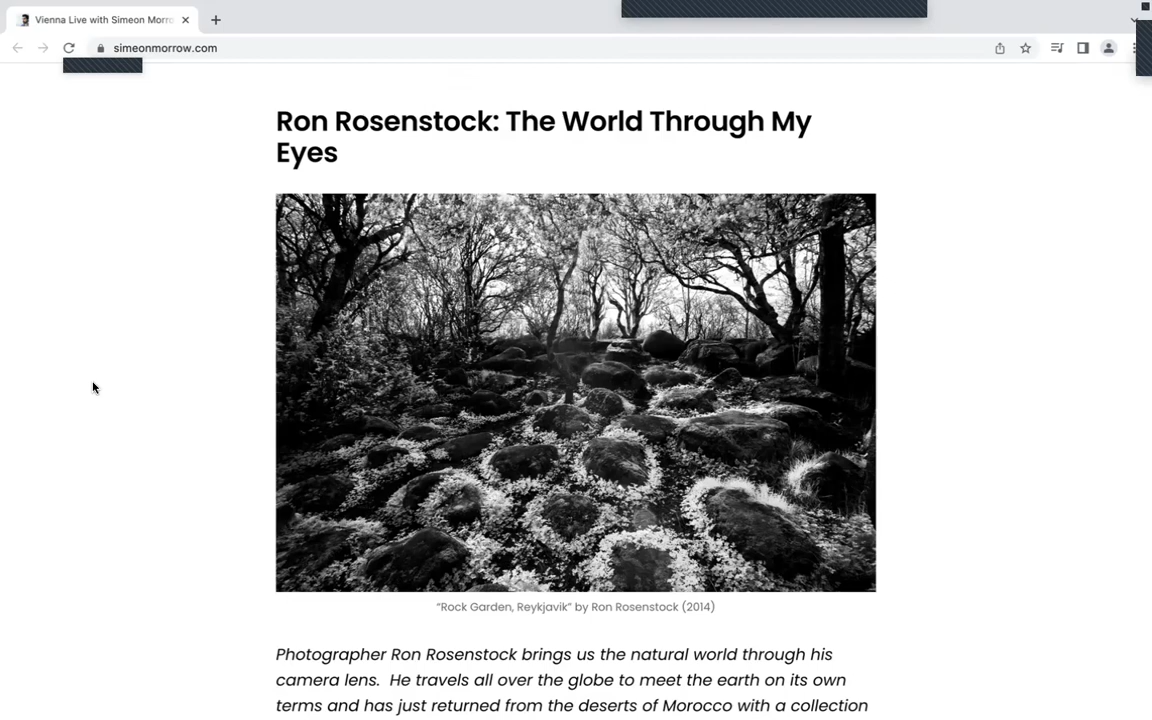 Vienna Live with Simeon Morro
simeonmorrow.com
Ron Rosenstock: The World Through My
Eyes
“Rock Garden, Reykjavik” by Ron Rosenstock (2014)
Photographer Ron Rosenstock brings us the natural world through his
camera lens. He travels all over the globe to meet the earth on its own
terms and has just returned from the deserts of Morocco with a collection